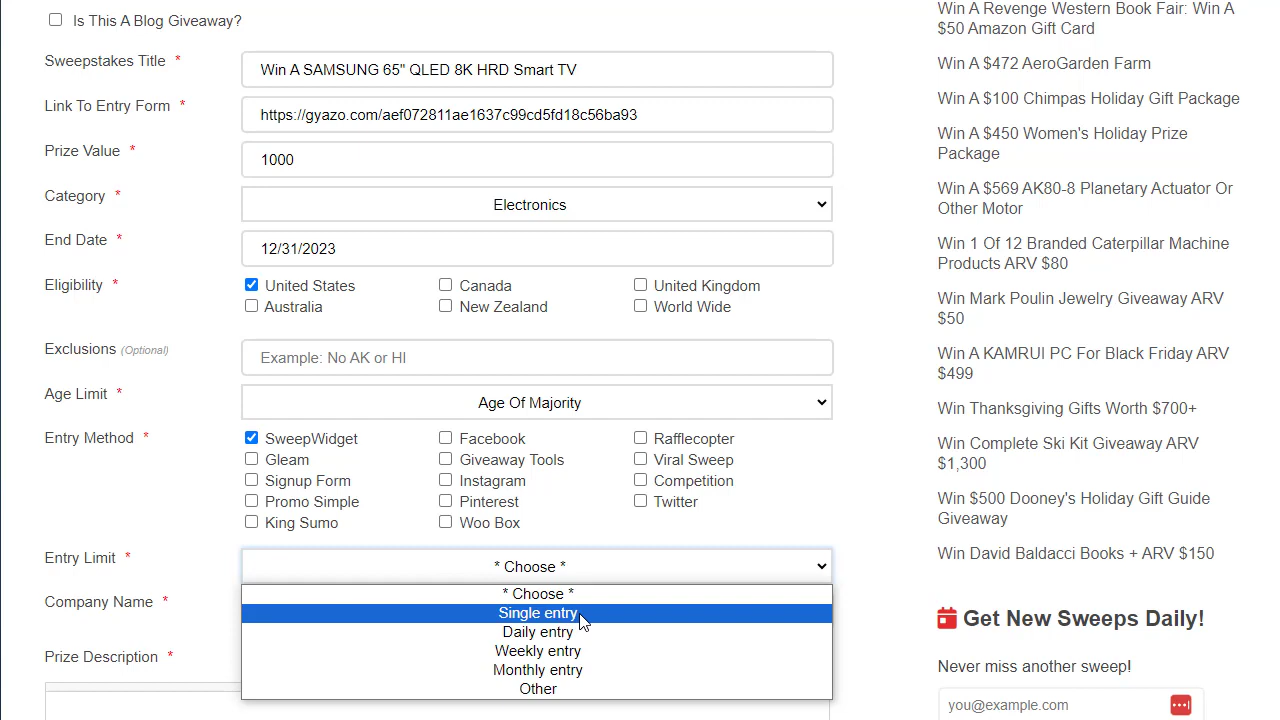 Is This A Blog Giveaway?
Sweepstakes Title *
Win A SAMSUNG 65" QLED 8K HRD Smart TV
Link To Entry Form *
https://gyazo.com/aef072811ae1637c99cd5fd18c56ba93
Prize Value *
1000
Category *
Electronics
End Date *
12/31/2023
Eligibility *
United States
Canada
United Kingdom
Australia
New Zealand
World Wide
Exclusions (Optional)
Example: No AK or HI
Age Limit *
Age Of Majority
Entry Method *
SweepWidget
Facebook
Rafflecopter
Gleam
Giveaway Tools
Viral Sweep
Signup Form
Instagram
Competition
Promo Simple
Pinterest
Twitter
King Sumo
Woo Box
Entry Limit *
* Choose *
* Choose *
Single entry
Daily entry
Weekly entry
Monthly entry
Other
Company Name *
Prize Description *
Win A Revenge Western Book Fair: Win A
$50 Amazon Gift Card
Win A $472 AeroGarden Farm
Win A $100 Chimpas Holiday Gift Package
Win A $450 Women's Holiday Prize
Package
Win A $569 AK80-8 Planetary Actuator Or
Other Motor
Win 1 Of 12 Branded Caterpillar Machine
Products ARV $80
Win Mark Poulin Jewelry Giveaway ARV
$50
Win A KAMRUI PC For Black Friday ARV
$499
Win Thanksgiving Gifts Worth $700+
Win Complete Ski Kit Giveaway ARV
$1,300
Win $500 Dooney's Holiday Gift Guide
Giveaway
Win David Baldacci Books + ARV $150
Get New Sweeps Daily!
Never miss another sweep!
you@example.com